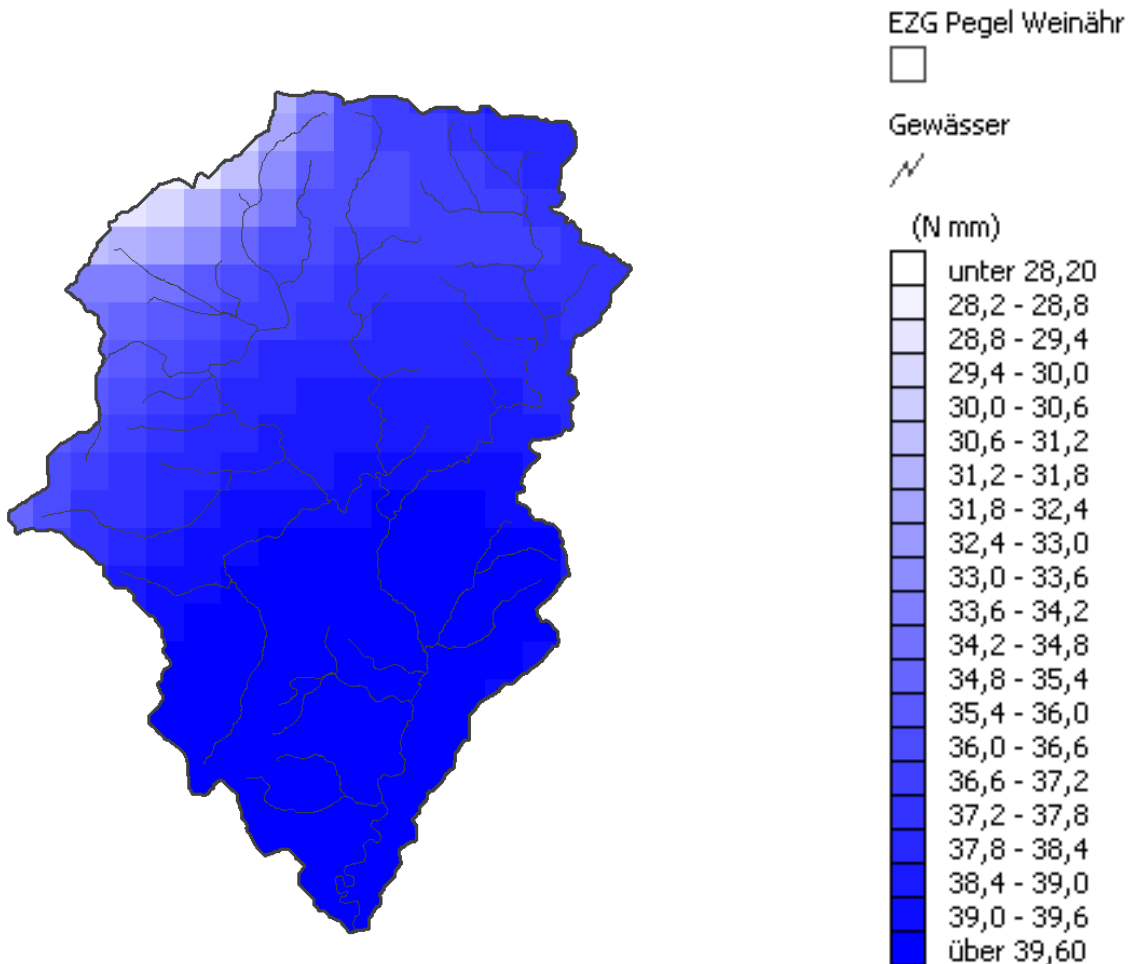 EZG Pegel Weinähr
Gewässer
(N mm)
unter 28,20
28,2 - 28,8
28,8 - 29,4
29,4 - 30,0
30,0 - 30,6
30,6 - 31,2
31,2 - 31,8
31,8 - 32,4
32,4 - 33,0
33,0 - 33,6
33,6 - 34,2
34,2 - 34,8
34,8 - 35,4
35,4 - 36,0
36,0 - 36,6
36,6 - 37,2
37,2 - 37,8
37,8 - 38,4
38,4 - 39,0
39,0 - 39,6
über 39,60